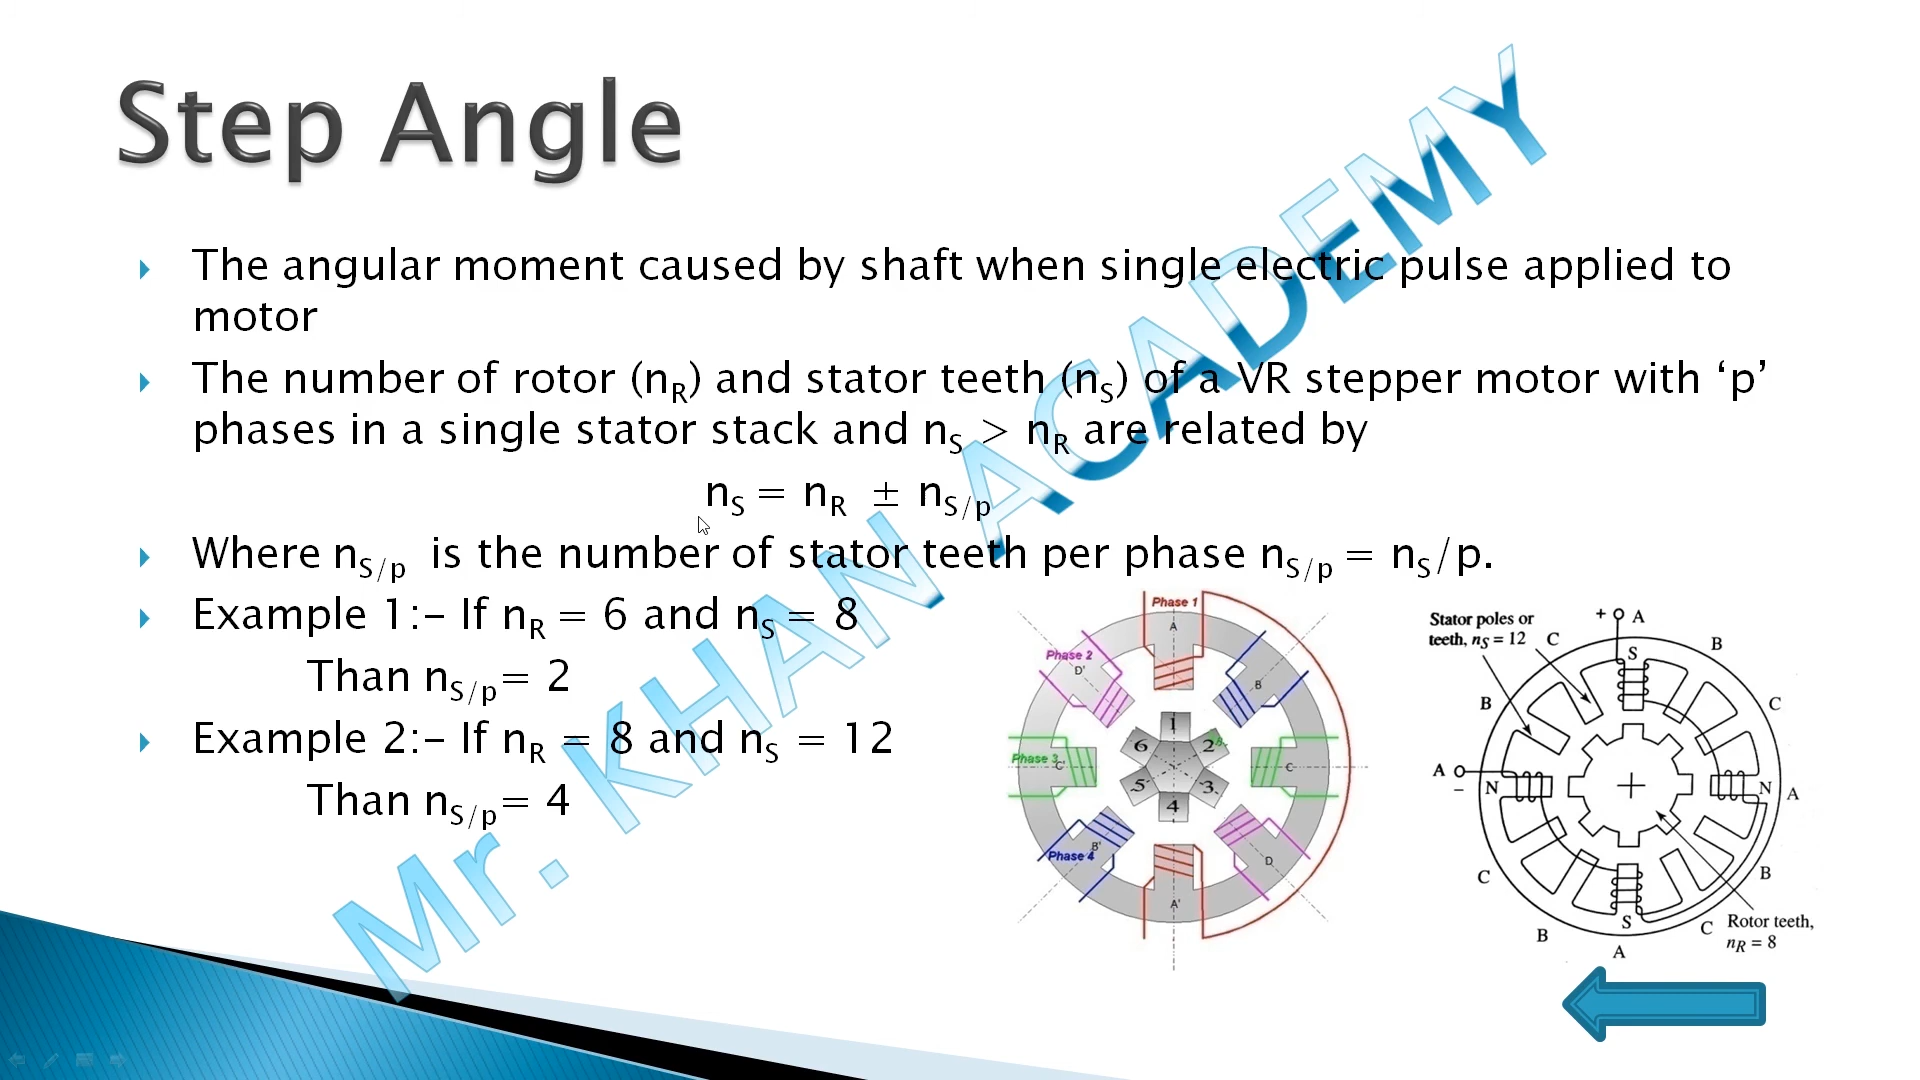 Step Angle
The angular moment caused by shaft when single electric pulse applied to
motor
The number of rotor (nR) and stator teeth (nS) of a VR stepper motor with ‘p’
phases in a single stator stack and nS > nR are related by
nS = nR ± nS/p
Where nS/p is the number of stator teeth per phase nS/p = nS/p.
Example 1:- If nR = 6 and nS = 8
Than nS/p= 2
Example 2:- If nR = 8 and nS = 12
Than nS/p= 4
Mr. KHAN ACADEMY
Phase 1
A
Phase 2
D'
B
1
6
2
B'
Phase 3
C'
C
5
3
4
Phase 4
B'
D
A'
Stator poles or
teeth, nS = 12
C
+
A
B
S
B
C
A
−
N
N
A
C
B
S
C
Rotor teeth,
nR = 8
B
A